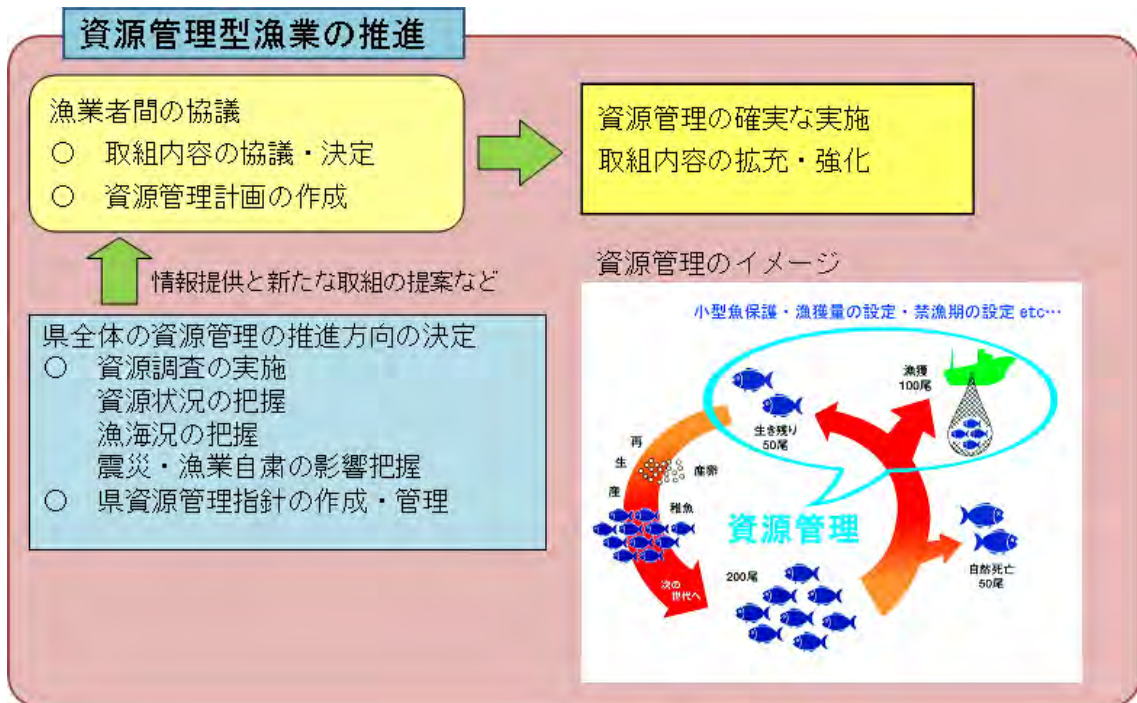 資源管理型漁業の推進
漁業者間の協議
○ 取組内容の協議・決定
○ 資源管理計画の作成
資源管理の確実な実施
取組内容の拡充・強化
情報提供と新たな取組の提案など
県全体の資源管理の推進方向の決定
○ 資源調査の実施
資源状況の把握
漁海況の把握
震災・漁業自粛の影響把握
○ 県資源管理指針の作成・管理
資源管理のイメージ
小型魚保護・漁獲量の設定・禁漁期の設定 etc…
漁獲
100尾
生き残り
50尾
再生産
産卵
稚魚
資源管理
自然死亡
50尾
200尾
次の
世代へ